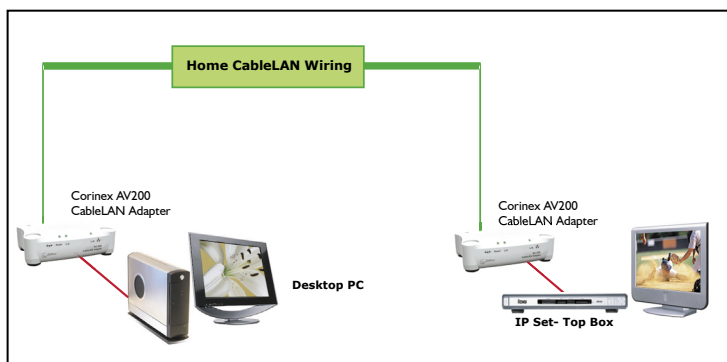 Home CableLAN Wiring
Corinex AV200
CableLAN Adapter
Corinex AV200
CableLAN Adapter
Desktop PC
IP Set- Top Box